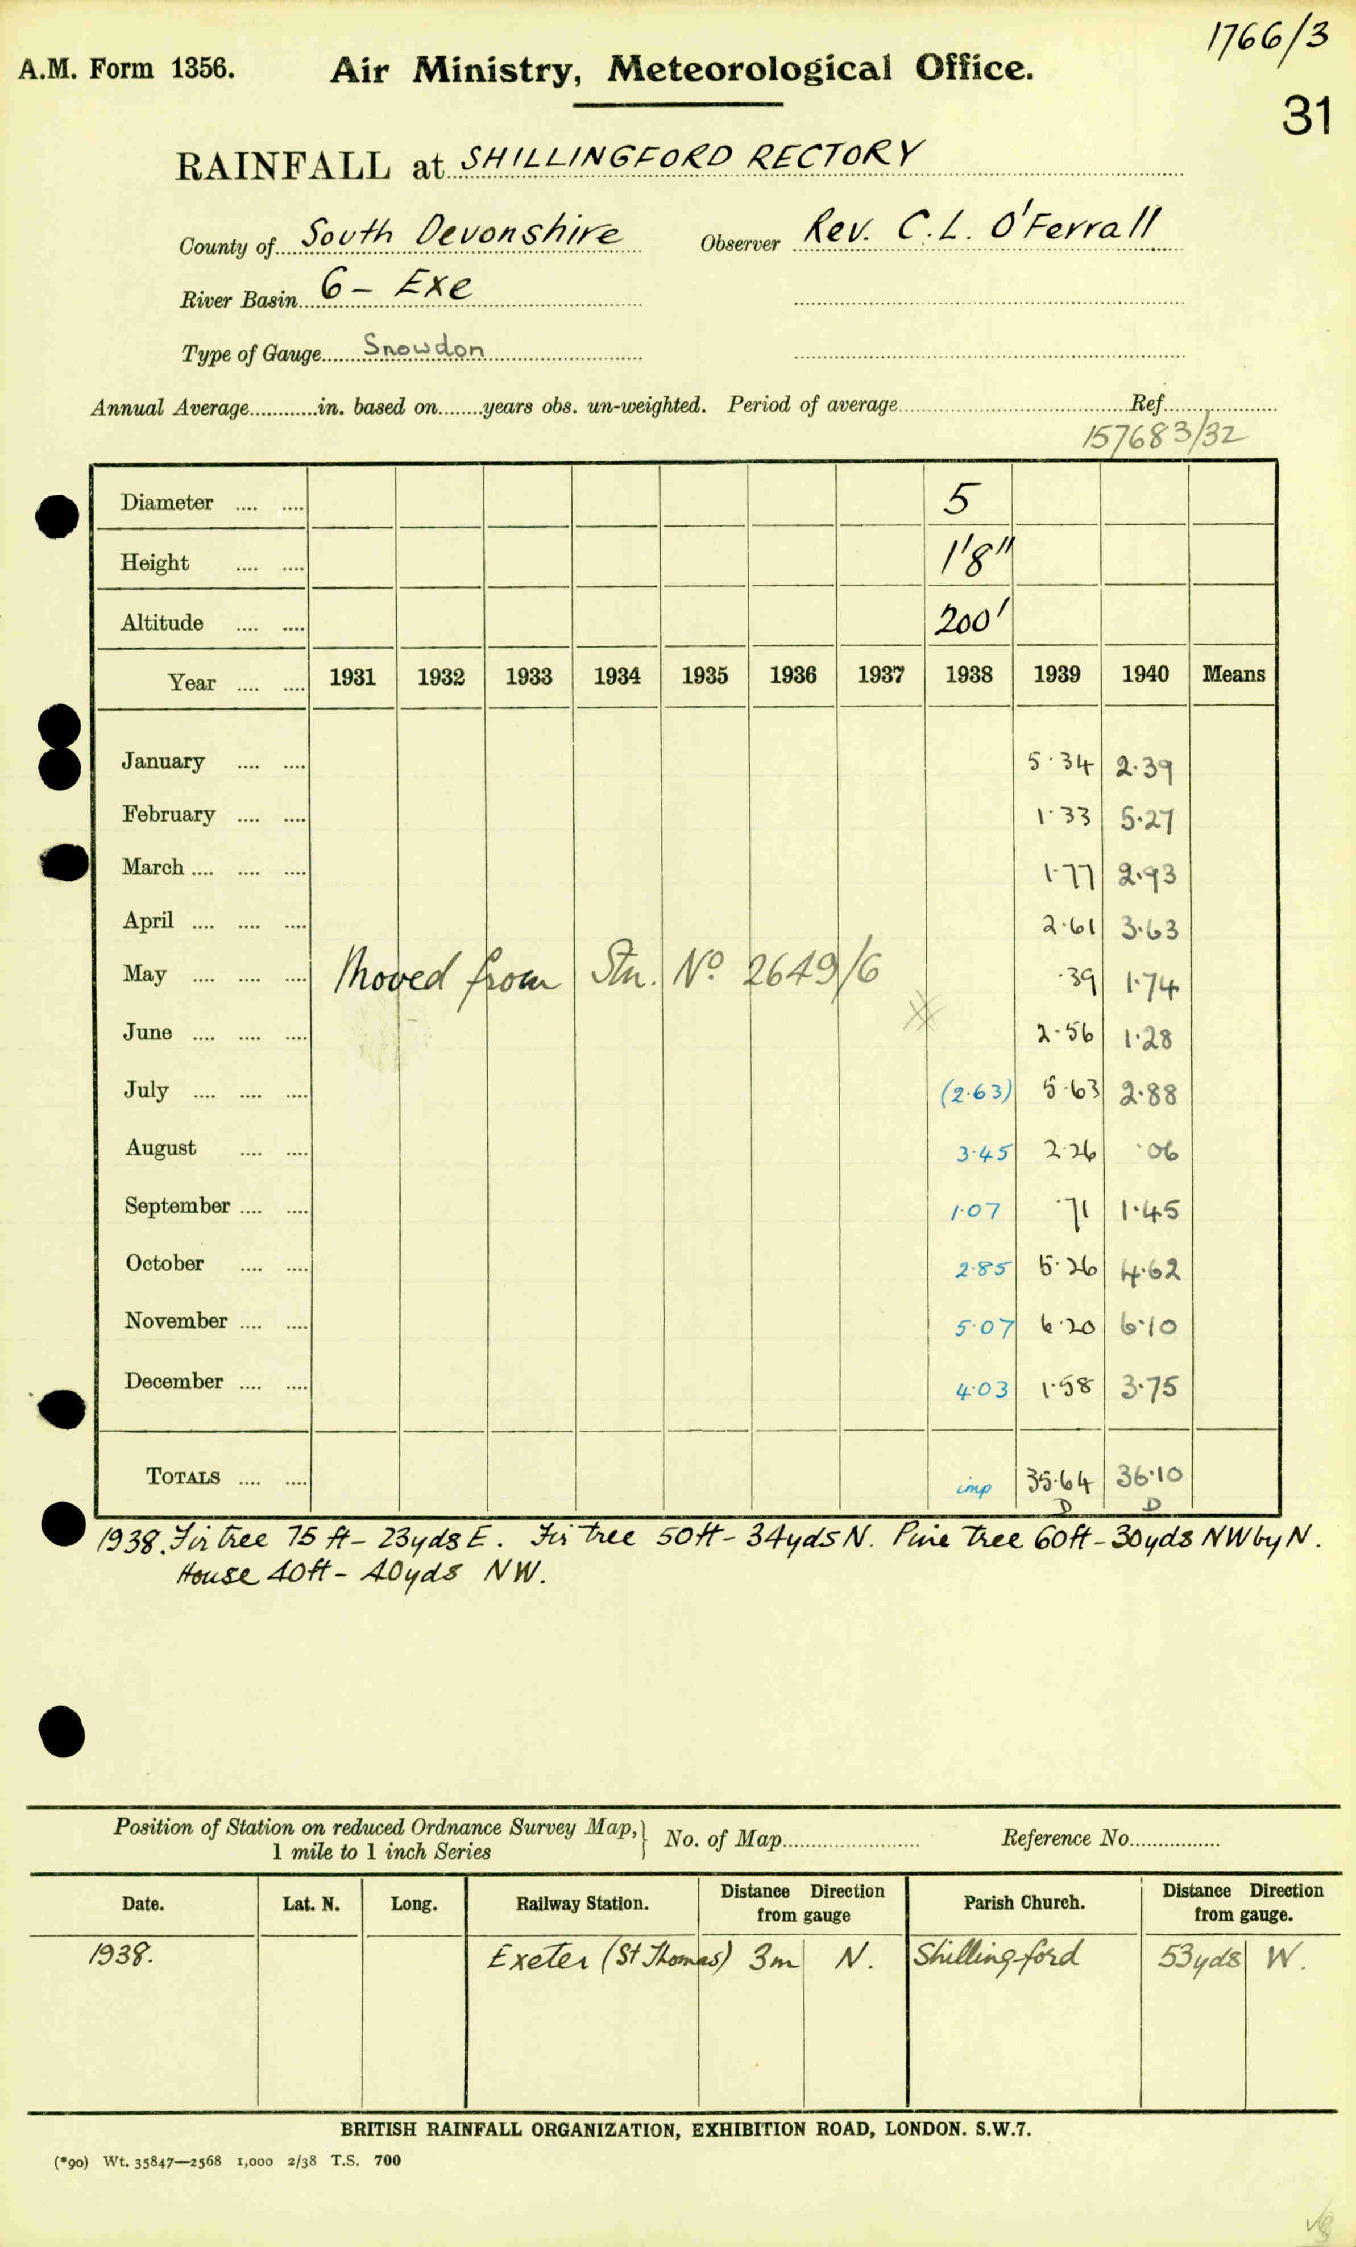 1766/3
A.M. Form 1356. Air Ministry, Meteorological Office.
31
RAINFALL at SHILLINGFORD RECTORY
County of South Devonshire Observer Rev. C.L. O'Ferrall
River Basin 6 - Exe
Type of Gauge Snowdon
Annual Average............in. based on........years obs. un-weighted. Period of average........ Ref........
157683/32
Diameter .... .... 5
Height .... .... 1'8"
Altitude .... .... 200'
Year .... .... 1931 1932 1933 1934 1935 1936 1937 1938 1939 1940 Means
January .... .... 5.34 2.39
February .... .... 1.33 5.27
March .... .... .... 1.77 2.93
April .... .... .... 2.61 3.63
May .... .... .... Moved from Stn. No 2649/6 .39 1.74
June .... .... .... 2.56 1.28
July .... .... .... (2.63) 5.63 2.88
August .... .... 3.45 2.26 .06
September .... .... 1.07 .71 1.45
October .... .... 2.85 5.26 4.62
November .... .... 5.07 6.20 6.10
December .... .... 4.03 1.58 3.75
TOTALS .... .... imp 35.64 36.10
D D
1938. Fir tree 75 ft - 23yds E. Fir tree 50ft - 34yds N. Pine Tree 60ft - 30yds NW by N.
House 40ft - 40yds NW.
Position of Station on reduced Ordnance Survey Map, } No. of Map........ Reference No........
1 mile to 1 inch Series
Date. Lat. N. Long. Railway Station. Distance Direction from gauge Parish Church. Distance Direction from gauge.
1938. Exeter (St Thomas) 3m N. Shillingford 53yds W.
BRITISH RAINFALL ORGANIZATION, EXHIBITION ROAD, LONDON. S.W.7.
(*90) Wt. 35847—2568 1,000 2/38 T.S. 700